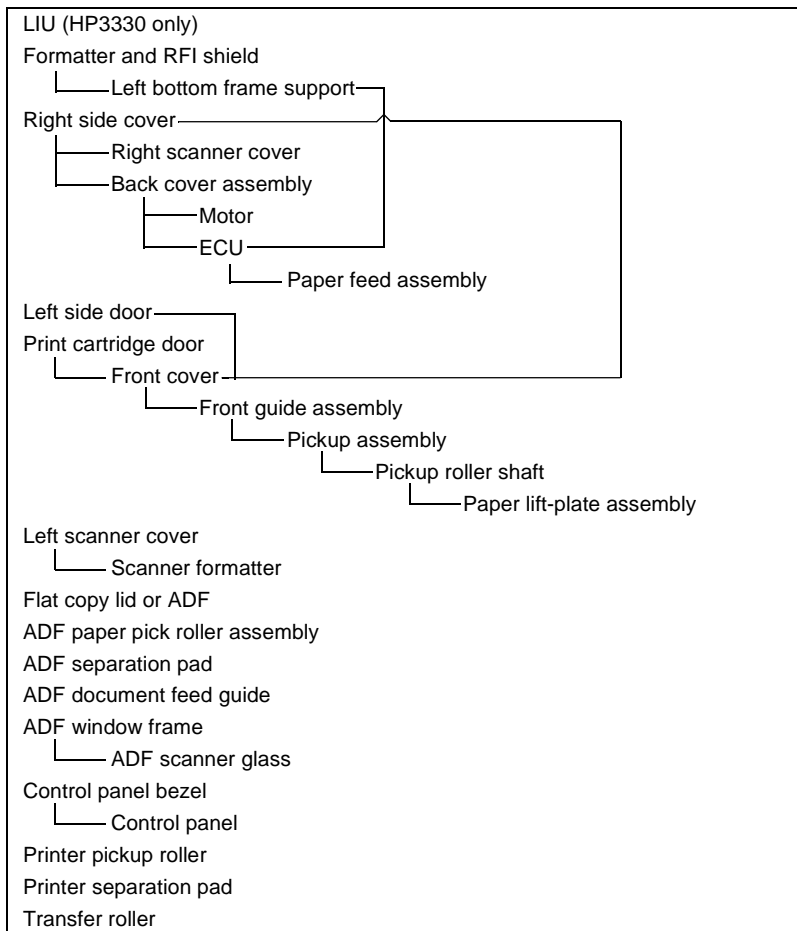 LIU (HP3330 only)
Formatter and RFI shield
Left bottom frame support
Right side cover
Right scanner cover
Back cover assembly
Motor
ECU
Paper feed assembly
Left side door
Print cartridge door
Front cover
Front guide assembly
Pickup assembly
Pickup roller shaft
Paper lift-plate assembly
Left scanner cover
Scanner formatter
Flat copy lid or ADF
ADF paper pick roller assembly
ADF separation pad
ADF document feed guide
ADF window frame
ADF scanner glass
Control panel bezel
Control panel
Printer pickup roller
Printer separation pad
Transfer roller